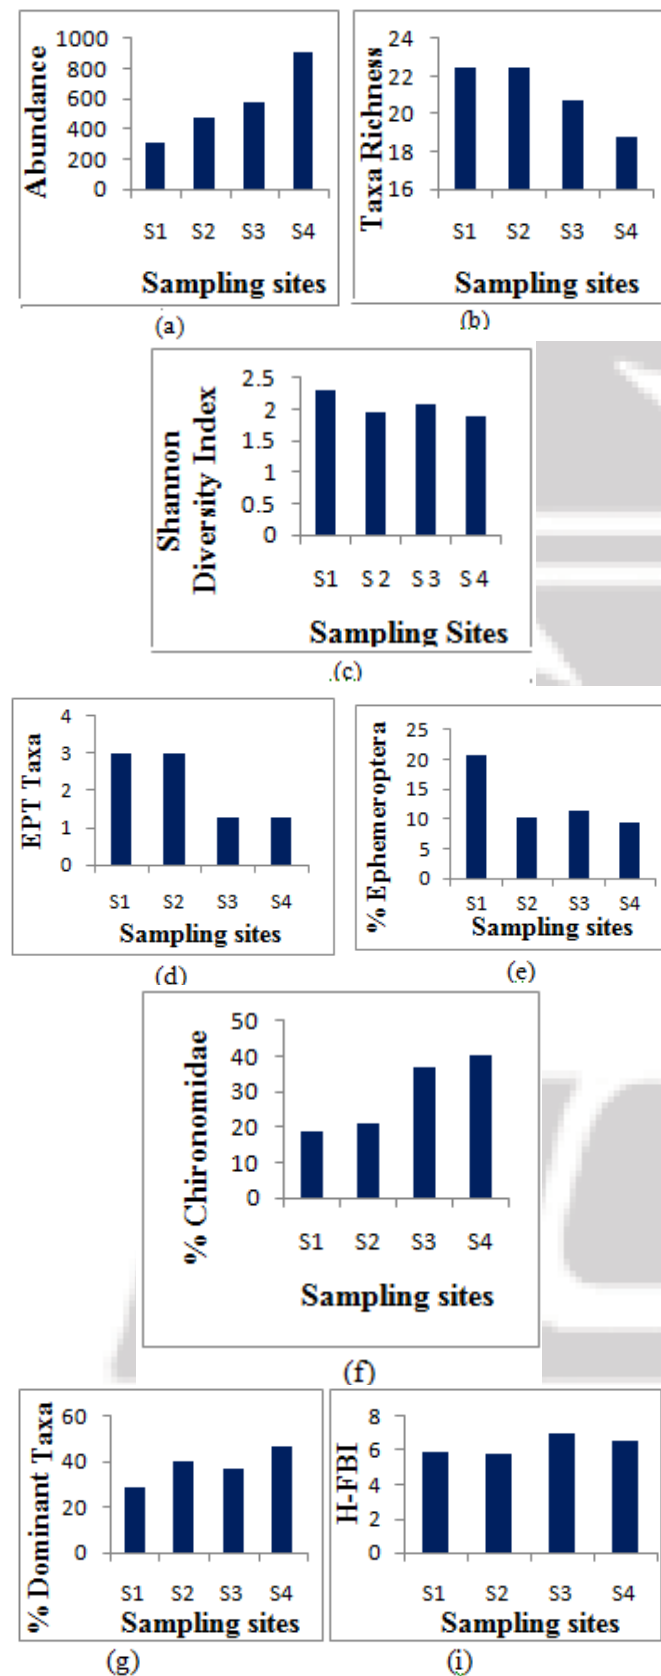 Abundance
1000
800
600
400
200
0
S1 S2 S3 S4
Sampling sites
(a)
Taxa Richness
24
22
20
18
16
S1 S2 S3 S4
Sampling sites
(b)
Shannon
Diversity Index
2.5
2
1.5
1
0.5
0
S1 S 2 S 3 S 4
Sampling Sites
(c)
EPT Taxa
4
3
2
1
0
S1 S2 S3 S4
Sampling sites
(d)
% Ephemeroptera
25
20
15
10
5
0
S1 S2 S3 S4
Sampling sites
(e)
% Chironomidae
50
40
30
20
10
0
S1 S2 S3 S4
Sampling sites
(f)
% Dominant Taxa
60
40
20
0
S1 S2 S3 S4
Sampling sites
(g)
H-FBI
8
6
4
2
0
S1 S2 S3 S4
Sampling sites
(i)